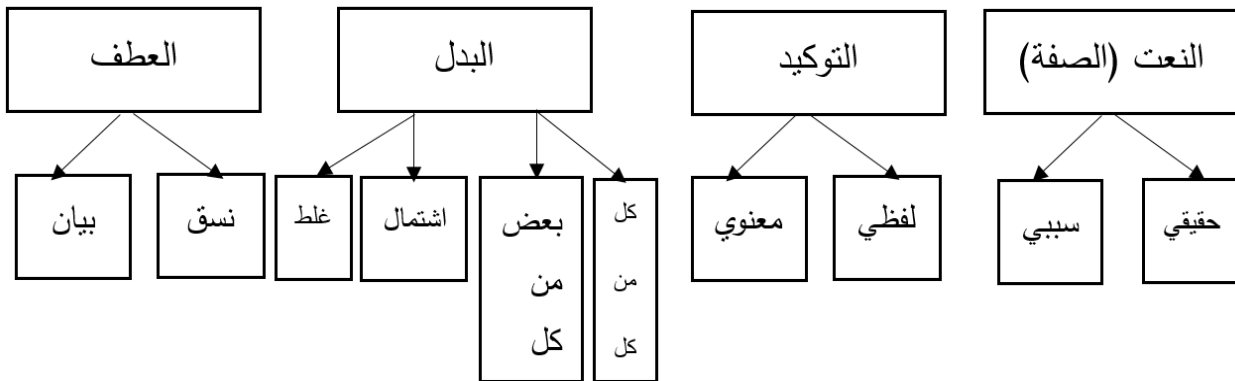 النعت (الصفة)
التوكيد
البدل
العطف
حقيقي
سببي
لفظي
معنوي
كل
من
كل
بعض
من
كل
اشتمال
غلط
نسق
بيان